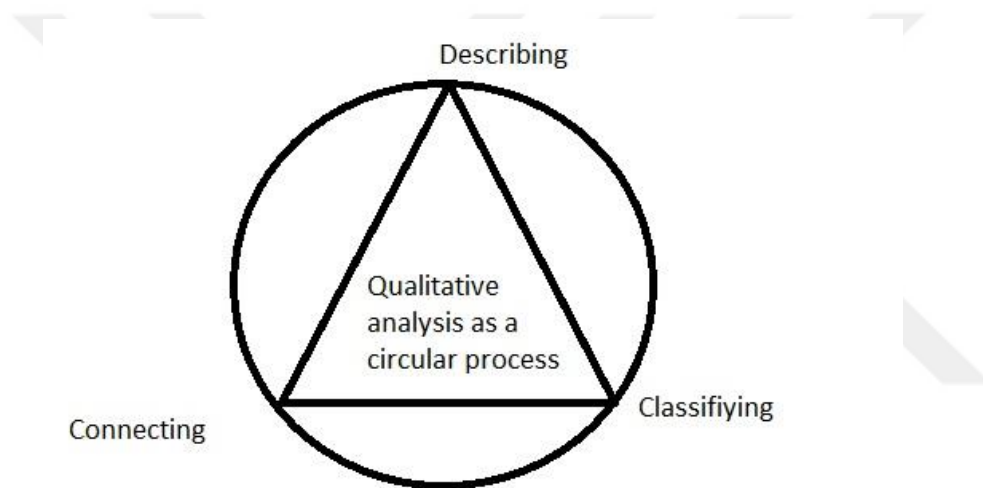 Describing
Qualitative
analysis as a
circular process
Classifiying
Connecting